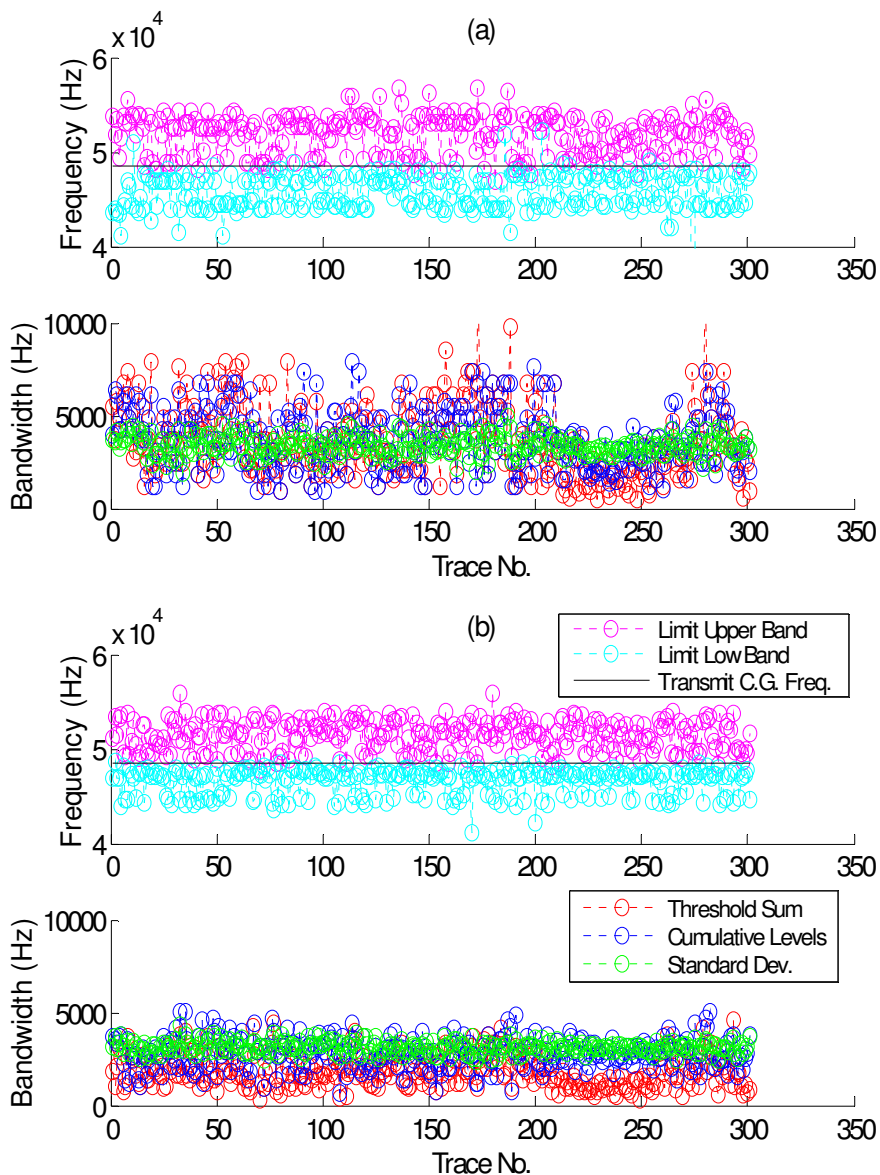 (a)
x10^4
Frequency (Hz)
6
5
4
0 50 100 150 200 250 300 350
Bandwidth (Hz)
10000
5000
0
0 50 100 150 200 250 300 350
Trace No.
(b)
x10^4
Limit Upper Band
Limit Low Band
Transmit C.G. Freq.
Frequency (Hz)
6
5
4
0 50 100 150 200 250 300 350
Threshold Sum
Cumulative Levels
Standard Dev.
Bandwidth (Hz)
10000
5000
0
0 50 100 150 200 250 300 350
Trace No.